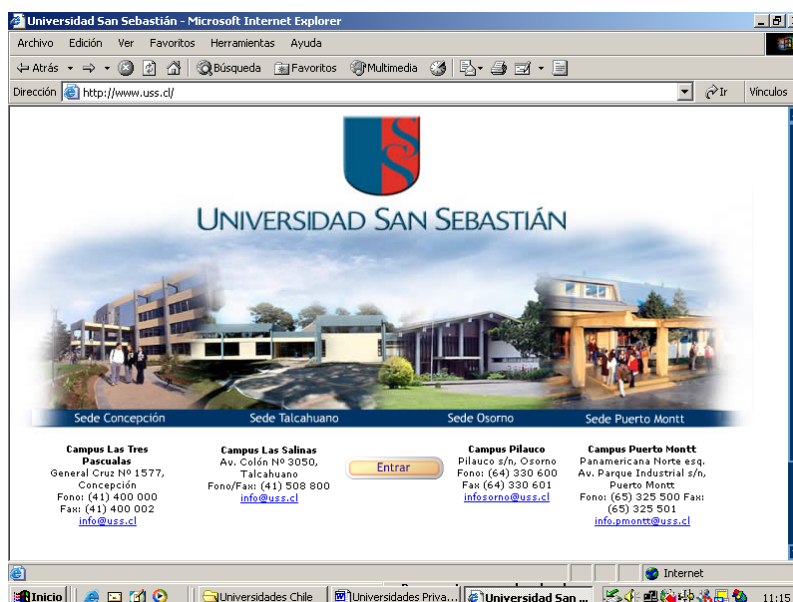 Universidad San Sebastián - Microsoft Internet Explorer
Archivo Edición Ver Favoritos Herramientas Ayuda
Atrás Búsqueda Favoritos Multimedia
Dirección http://www.uss.cl/ Ir Vínculos
UNIVERSIDAD SAN SEBASTIÁN
Sede Concepción Sede Talcahuano Sede Osorno Sede Puerto Montt
Campus Las Tres
Pascualas
General Cruz Nº 1577,
Concepción
Fono: (41) 400 000
Fax: (41) 400 002
info@uss.cl
Campus Las Salinas
Av. Colón Nº 3050,
Talcahuano
Fono/Fax: (41) 508 800
info@uss.cl
Entrar
Campus Pilauco
Pilauco s/n, Osorno
Fono: (64) 330 600
Fax (64) 330 601
infosorno@uss.cl
Campus Puerto Montt
Panamericana Norte esq.
Av. Parque Industrial s/n,
Puerto Montt
Fono: (65) 325 500 Fax:
(65) 325 501
info.pmontt@uss.cl
Internet
Inicio Universidades Chile Universidades Priva... Universidad San ... 11:15